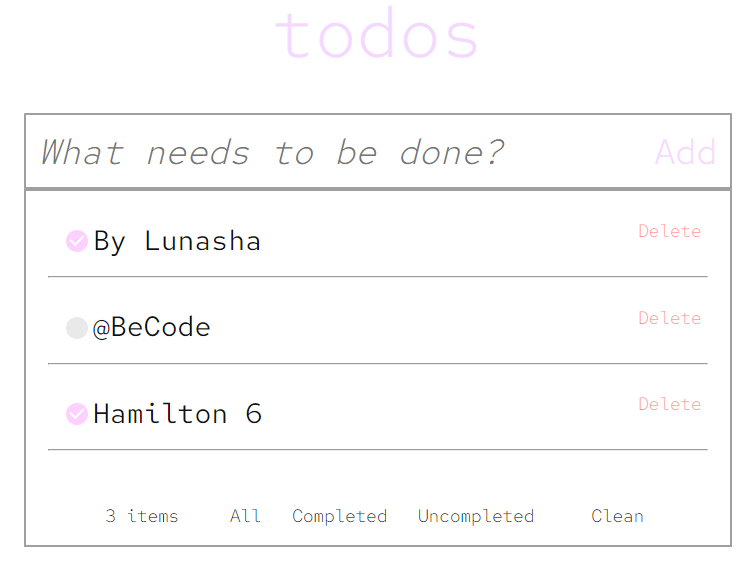 todos
What needs to be done? Add
By Lunasha Delete
@BeCode Delete
Hamilton 6 Delete
3 items All Completed Uncompleted Clean